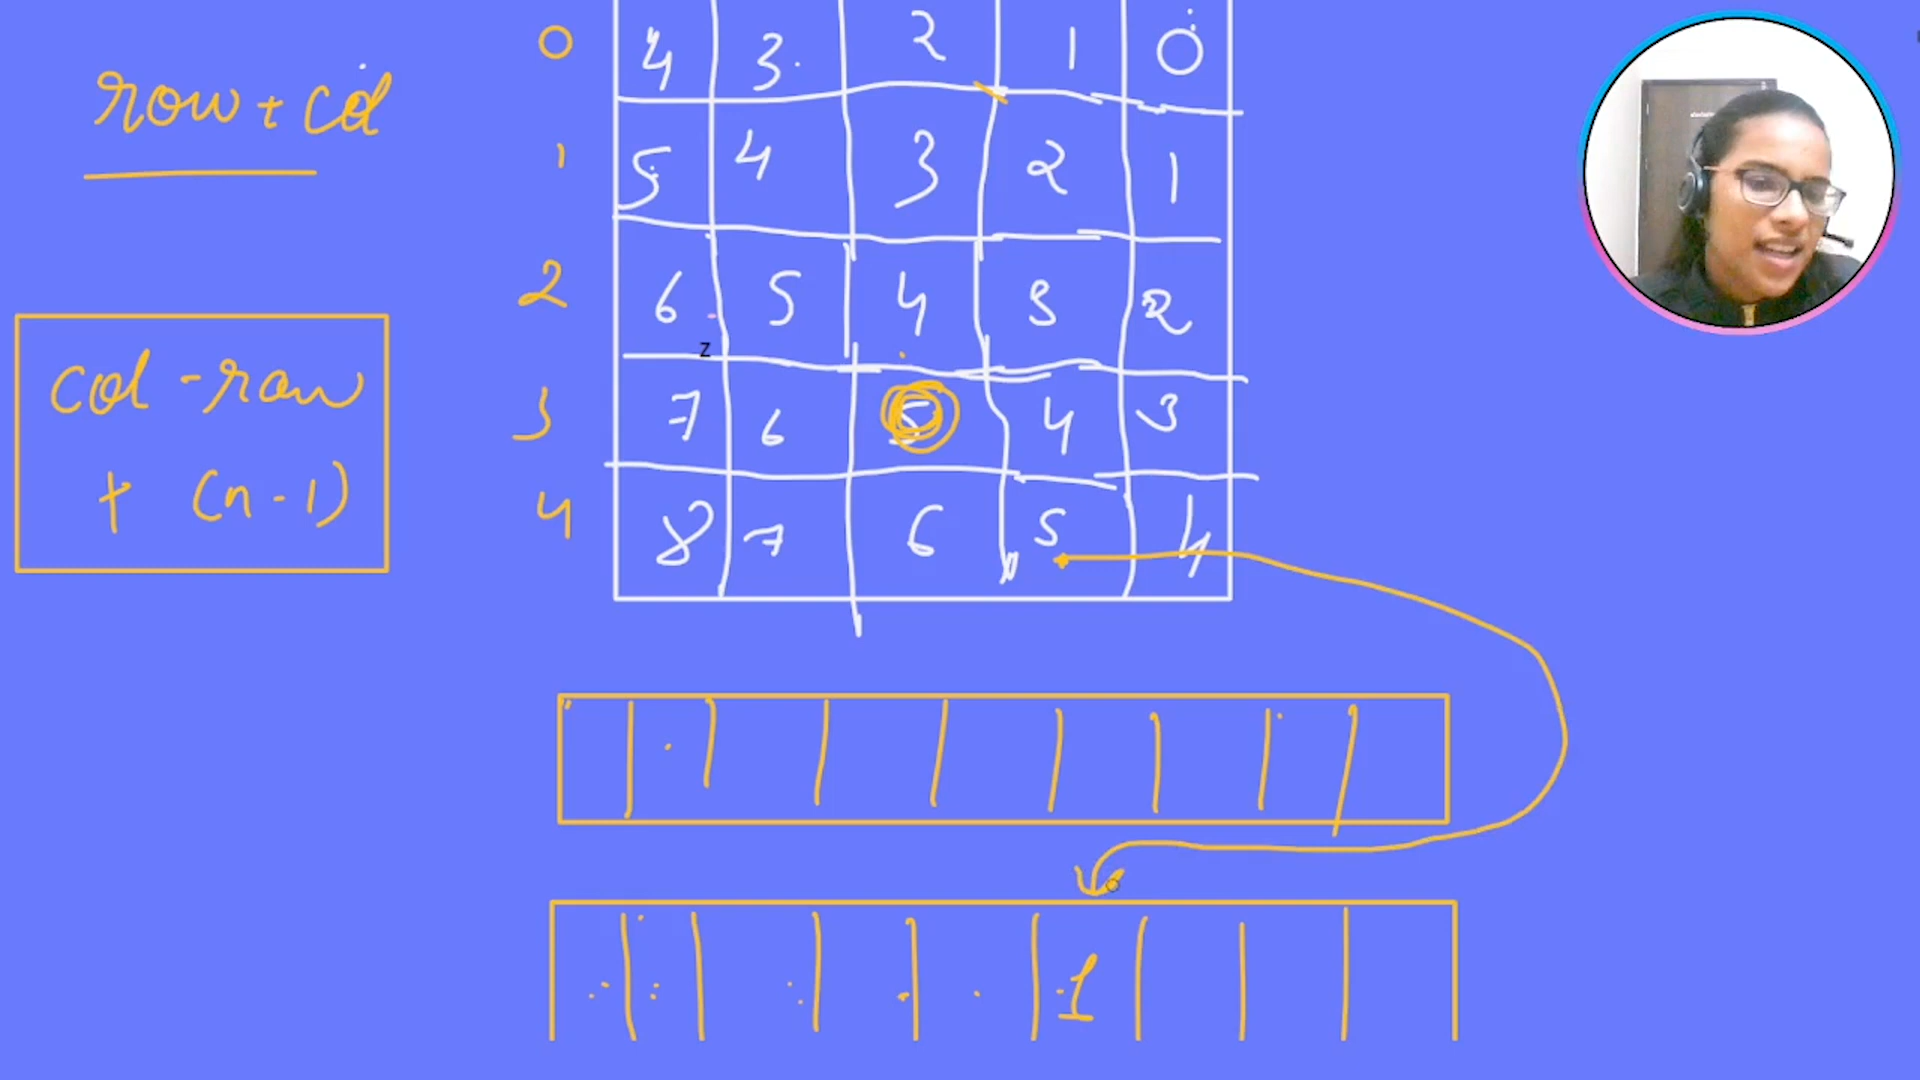 row + col
0 4 3 2 1 0
1 5 4 3 2 1
2 6 5 4 3 2
z
col - row
+ (n - 1)
3 7 6 5 4 3
4 8 7 6 5 4
1